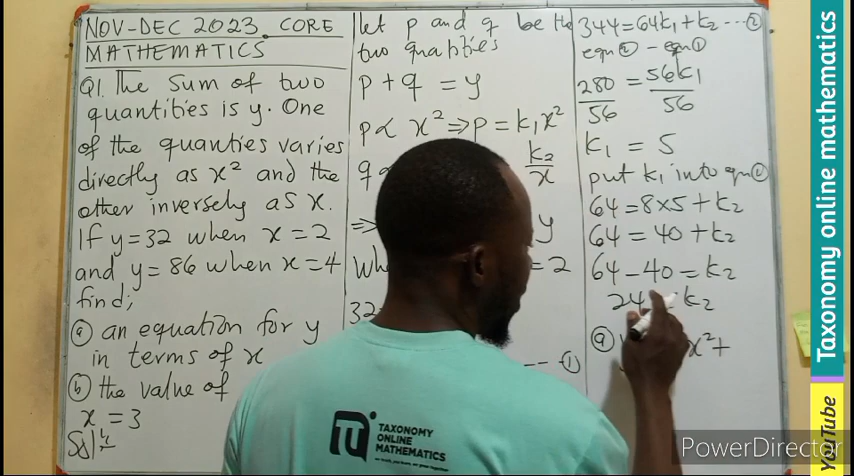 NOV-DEC 2023 CORE
MATHEMATICS
Q1. The sum of two
quantities is y. One
of the quanties varies
directly as x² and the
other inversely as x.
If y=32 when x=2
and y=86 when x=4
find;
ⓐ an equation for y
in terms of x
ⓑ the value of
x=3
Sol
let p and q be the
two quatities
p + q = y
p ∝ x² ⇒ p = k₁x²
q k₂/x
⇒ y
= 2
32
--- ①
344 = 64k₁ + k₂ --- ②
eqn② - eqn①
280/56 = 56k₁/56
k₁ = 5
put k₁ into eqn
64 = 8×5 + k₂
64 = 40 + k₂
64 - 40 = k₂
24 k₂
ⓐ x² +
TAXONOMY
ONLINE
MATHEMATICS
YouTube Taxonomy online mathematics
PowerDirector